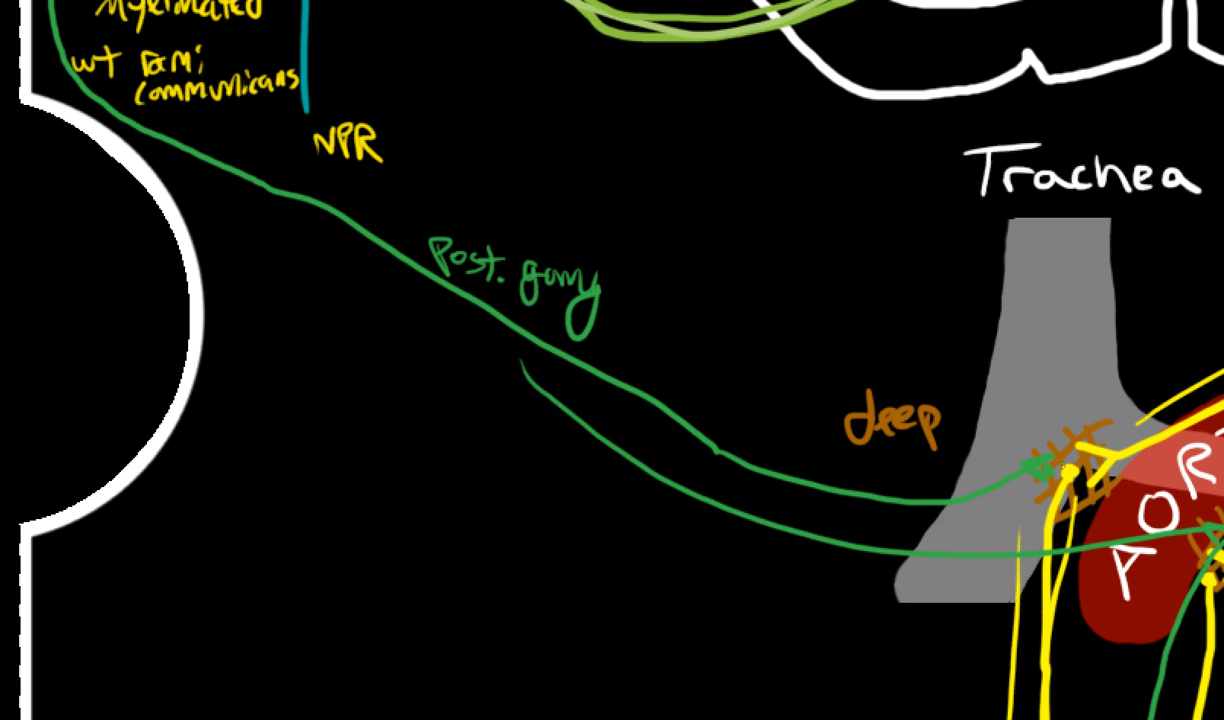 Myelinated
wt rami
communicans
NPR
Trachea
Post. gang
deep
AOR